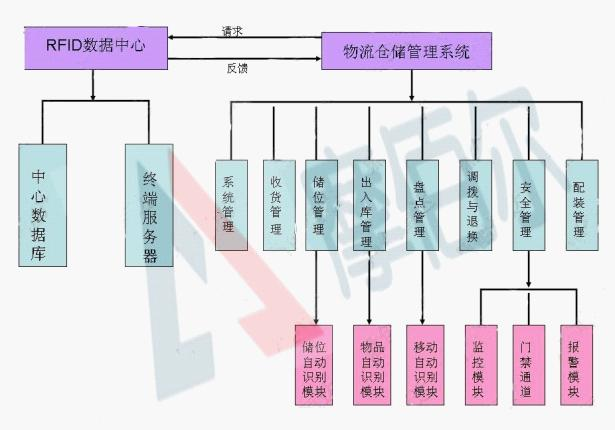 RFID数据中心
请求
反馈
物流仓储管理系统
中心数据库
终端服务器
系统管理
收货管理
储位管理
出入库管理
盘点管理
调拨与退换
安全管理
配装管理
储位
自动
识别
模块
物品
自动
识别
模块
移动
自动
识别
模块
监控模块
门禁通道
报警模块
摩盾尔